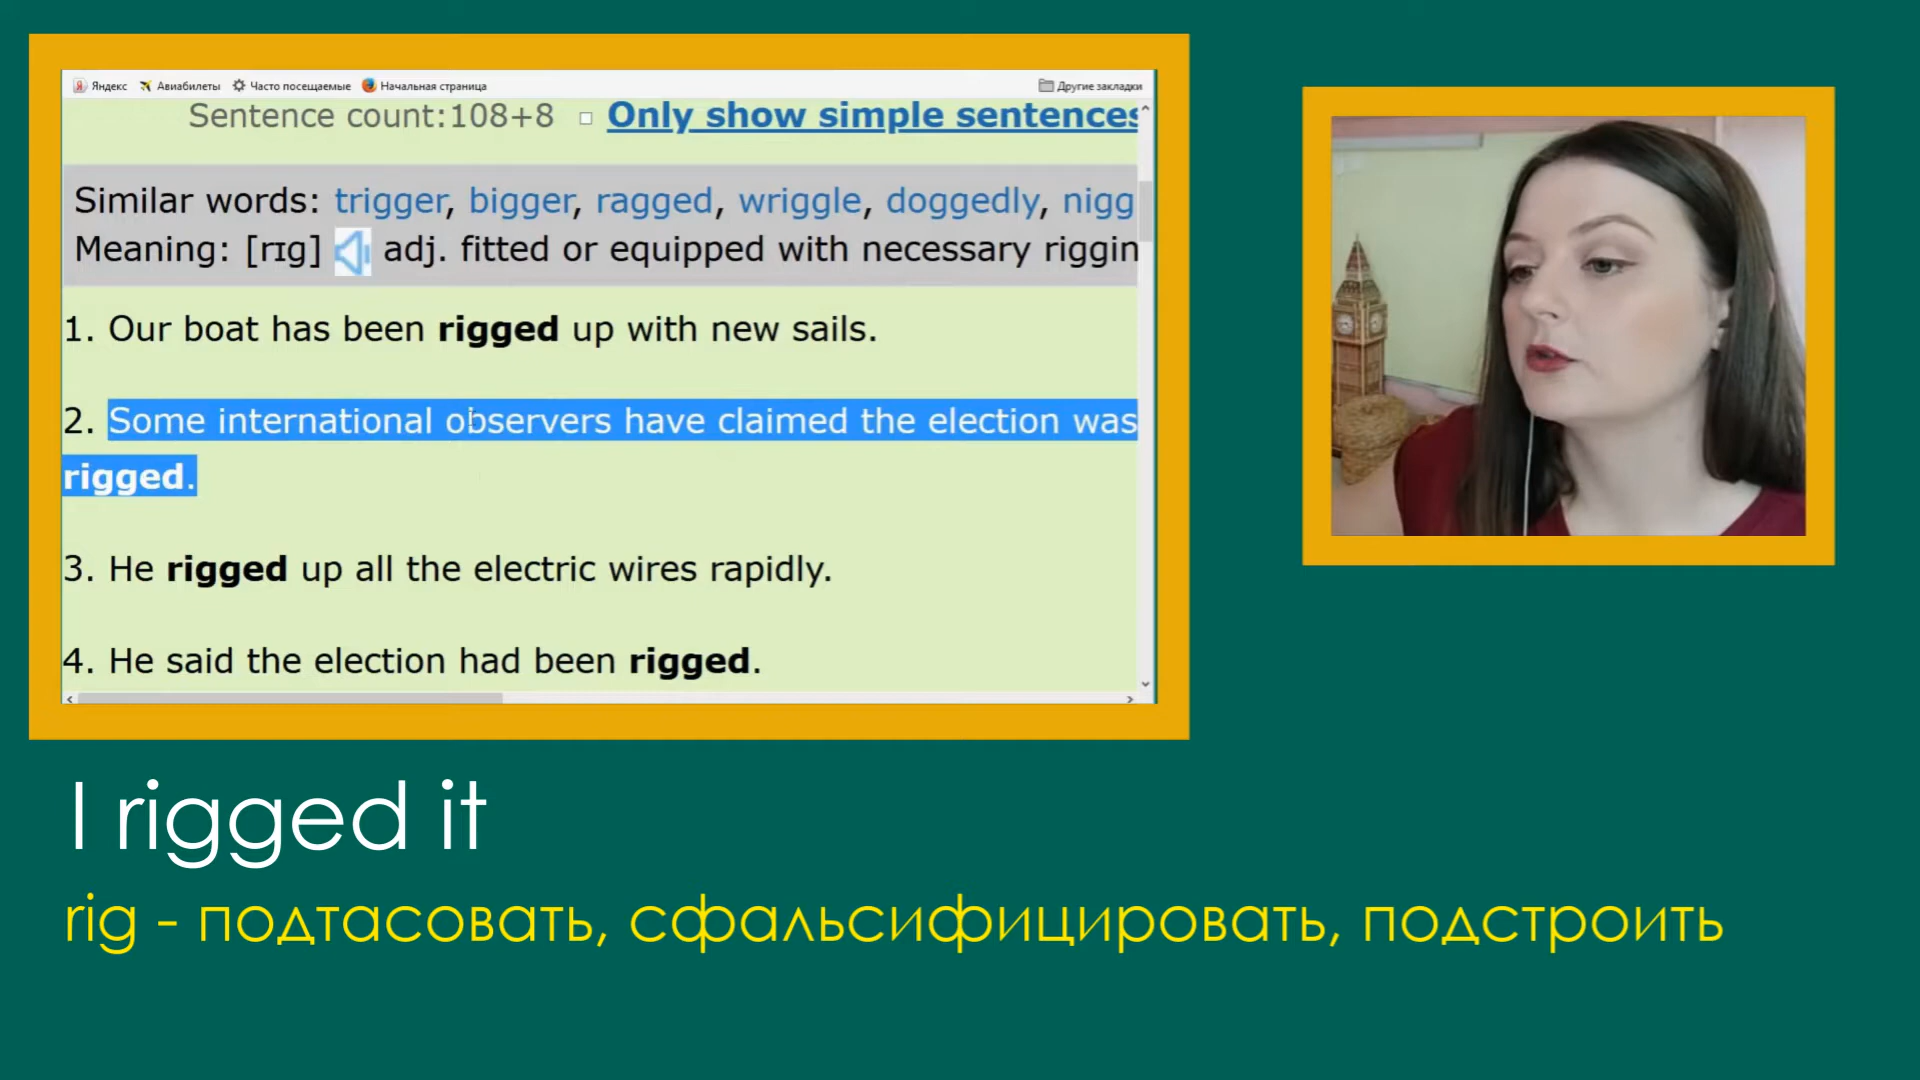 Яндекс Авиабилеты Часто посещаемые Начальная страница Другие закладки
Sentence count:108+8 Only show simple sentences
Similar words: trigger, bigger, ragged, wriggle, doggedly,
Meaning: [rɪg] adj. fitted or equipped with necessary
1. Our boat has been rigged up with new sails.
2. Some international observers have claimed the election was
rigged.
3. He rigged up all the electric wires rapidly.
4. He said the election had been rigged.
I rigged it
rig - подтасовать, сфальсифицировать, подстроить